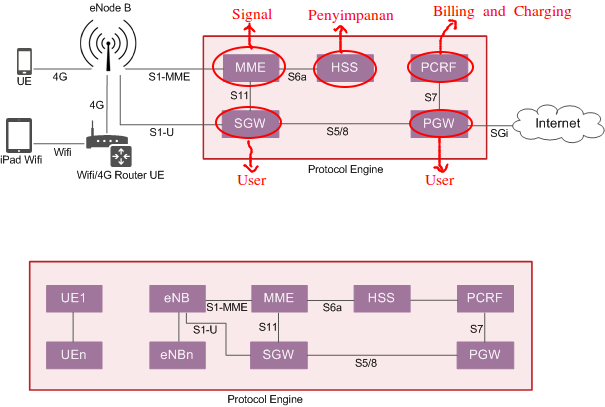 eNode B
Signal
Penyimpanan
Billing and Charging
UE
4G
S1-MME
MME
S6a
HSS
PCRF
S11
S7
4G
S1-U
SGW
S5/8
PGW
SGi
Internet
iPad Wifi
Wifi
Wifi/4G Router UE
User
User
Protocol Engine
UE1
eNB
S1-MME
MME
S6a
HSS
PCRF
S1-U
S11
S7
UEn
eNBn
SGW
S5/8
PGW
Protocol Engine